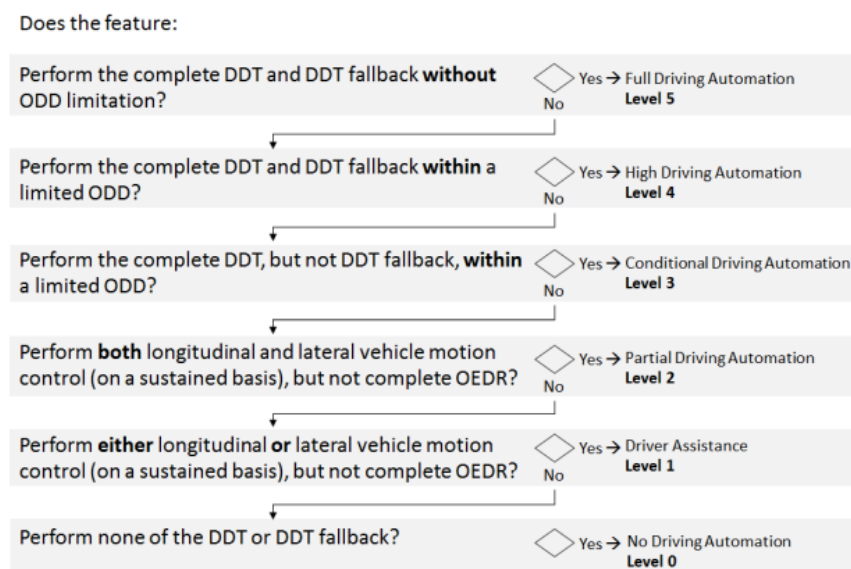 Does the feature:
Perform the complete DDT and DDT fallback without
ODD limitation?
Yes → Full Driving Automation
Level 5
No
Perform the complete DDT and DDT fallback within a
limited ODD?
Yes → High Driving Automation
Level 4
No
Perform the complete DDT, but not DDT fallback, within
a limited ODD?
Yes → Conditional Driving Automation
Level 3
No
Perform both longitudinal and lateral vehicle motion
control (on a sustained basis), but not complete OEDR?
Yes → Partial Driving Automation
Level 2
No
Perform either longitudinal or lateral vehicle motion
control (on a sustained basis), but not complete OEDR?
Yes → Driver Assistance
Level 1
No
Perform none of the DDT or DDT fallback?
Yes → No Driving Automation
Level 0